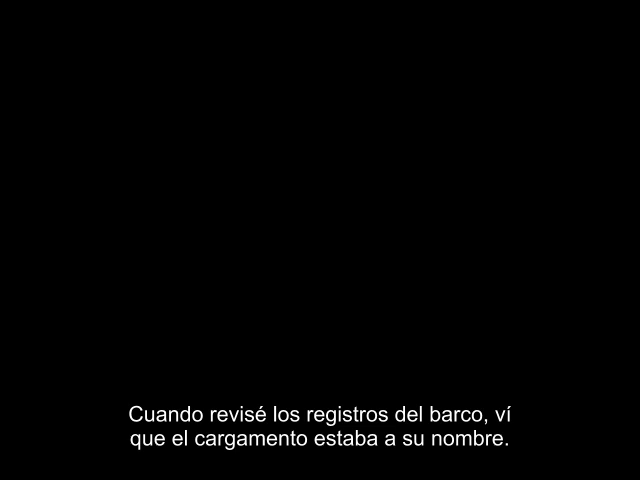 Cuando revisé los registros del barco, ví
que el cargamento estaba a su nombre.